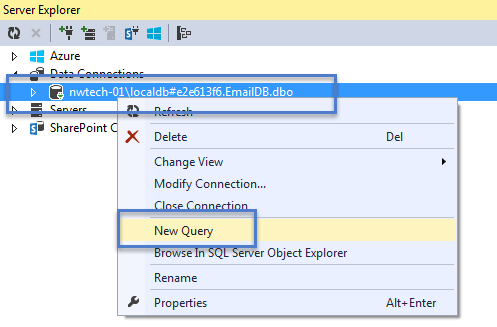 Server Explorer
Azure
Data Connections
nwtech-01\localdb#e2e613f6.EmailDB.dbo
Servers
Refresh
SharePoint C
Delete Del
Change View
Modify Connection...
Close Connection
New Query
Browse In SQL Server Object Explorer
Rename
Properties Alt+Enter